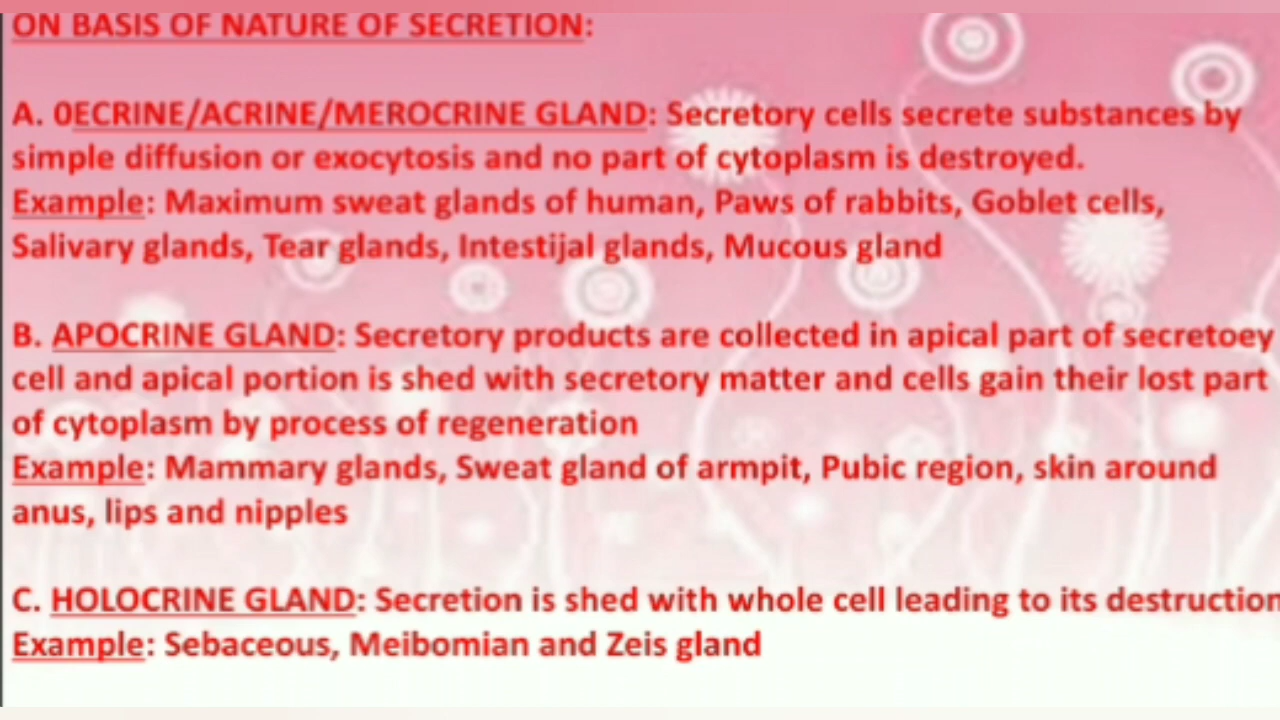 ON BASIS OF NATURE OF SECRETION:
A. 0ECRINE/ACRINE/MEROCRINE GLAND: Secretory cells secrete substances by
simple diffusion or exocytosis and no part of cytoplasm is destroyed.
Example: Maximum sweat glands of human, Paws of rabbits, Goblet cells,
Salivary glands, Tear glands, Intestijal glands, Mucous gland
B. APOCRINE GLAND: Secretory products are collected in apical part of secretoey
cell and apical portion is shed with secretory matter and cells gain their lost part
of cytoplasm by process of regeneration
Example: Mammary glands, Sweat gland of armpit, Pubic region, skin around
anus, lips and nipples
C. HOLOCRINE GLAND: Secretion is shed with whole cell leading to its destruction
Example: Sebaceous, Meibomian and Zeis gland